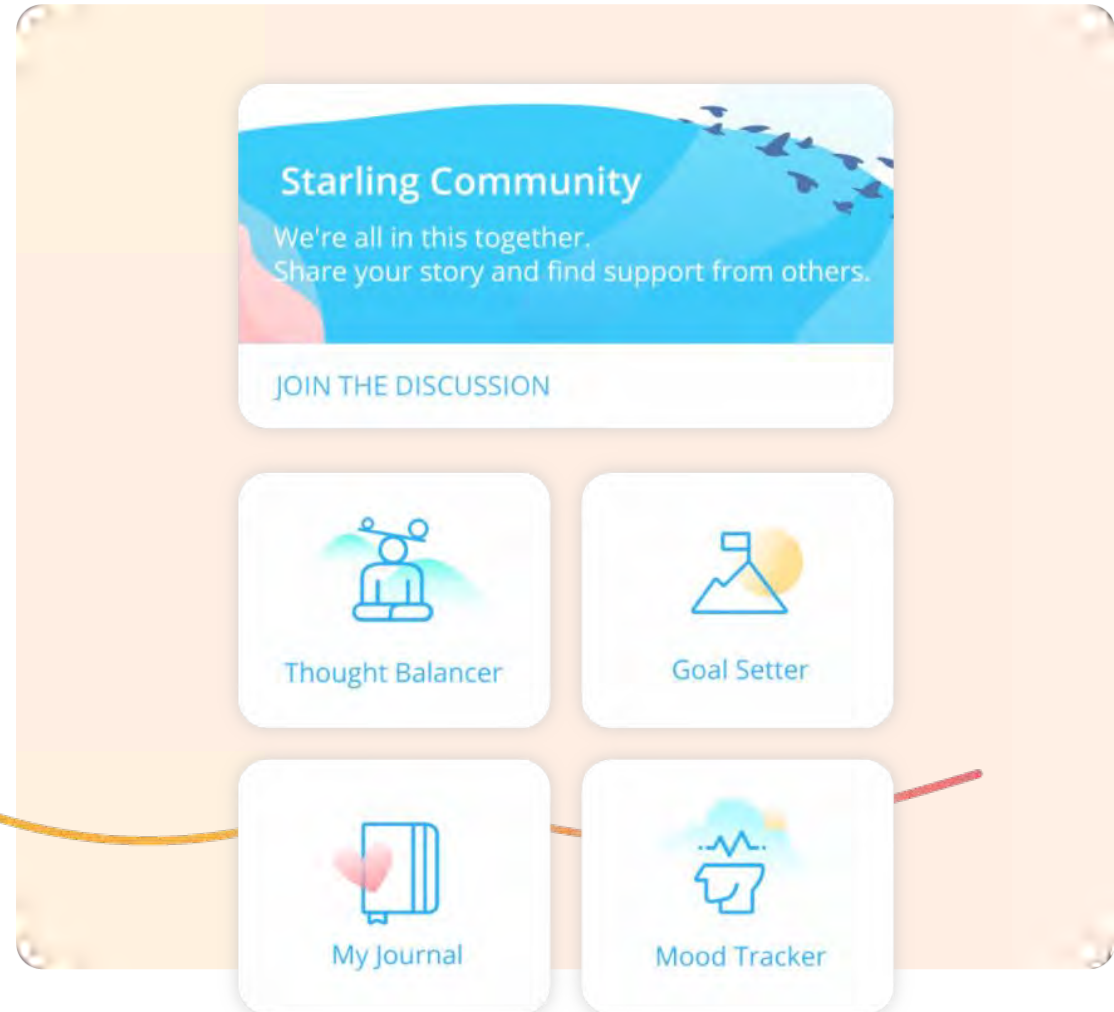 Starling Community
We're all in this together.
Share your story and find support from others.
JOIN THE DISCUSSION
Thought Balancer
Goal Setter
My Journal
Mood Tracker